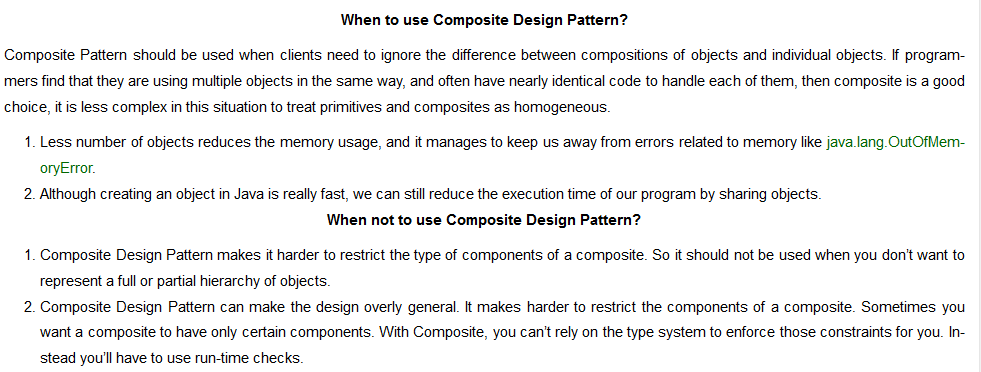 When to use Composite Design Pattern?
Composite Pattern should be used when clients need to ignore the difference between compositions of objects and individual objects. If program-
mers find that they are using multiple objects in the same way, and often have nearly identical code to handle each of them, then composite is a good
choice, it is less complex in this situation to treat primitives and composites as homogeneous.
1. Less number of objects reduces the memory usage, and it manages to keep us away from errors related to memory like java.lang.OutOfMem-
oryError.
2. Although creating an object in Java is really fast, we can still reduce the execution time of our program by sharing objects.
When not to use Composite Design Pattern?
1. Composite Design Pattern makes it harder to restrict the type of components of a composite. So it should not be used when you don't want to
represent a full or partial hierarchy of objects.
2. Composite Design Pattern can make the design overly general. It makes harder to restrict the components of a composite. Sometimes you
want a composite to have only certain components. With Composite, you can't rely on the type system to enforce those constraints for you. In-
stead you'll have to use run-time checks.